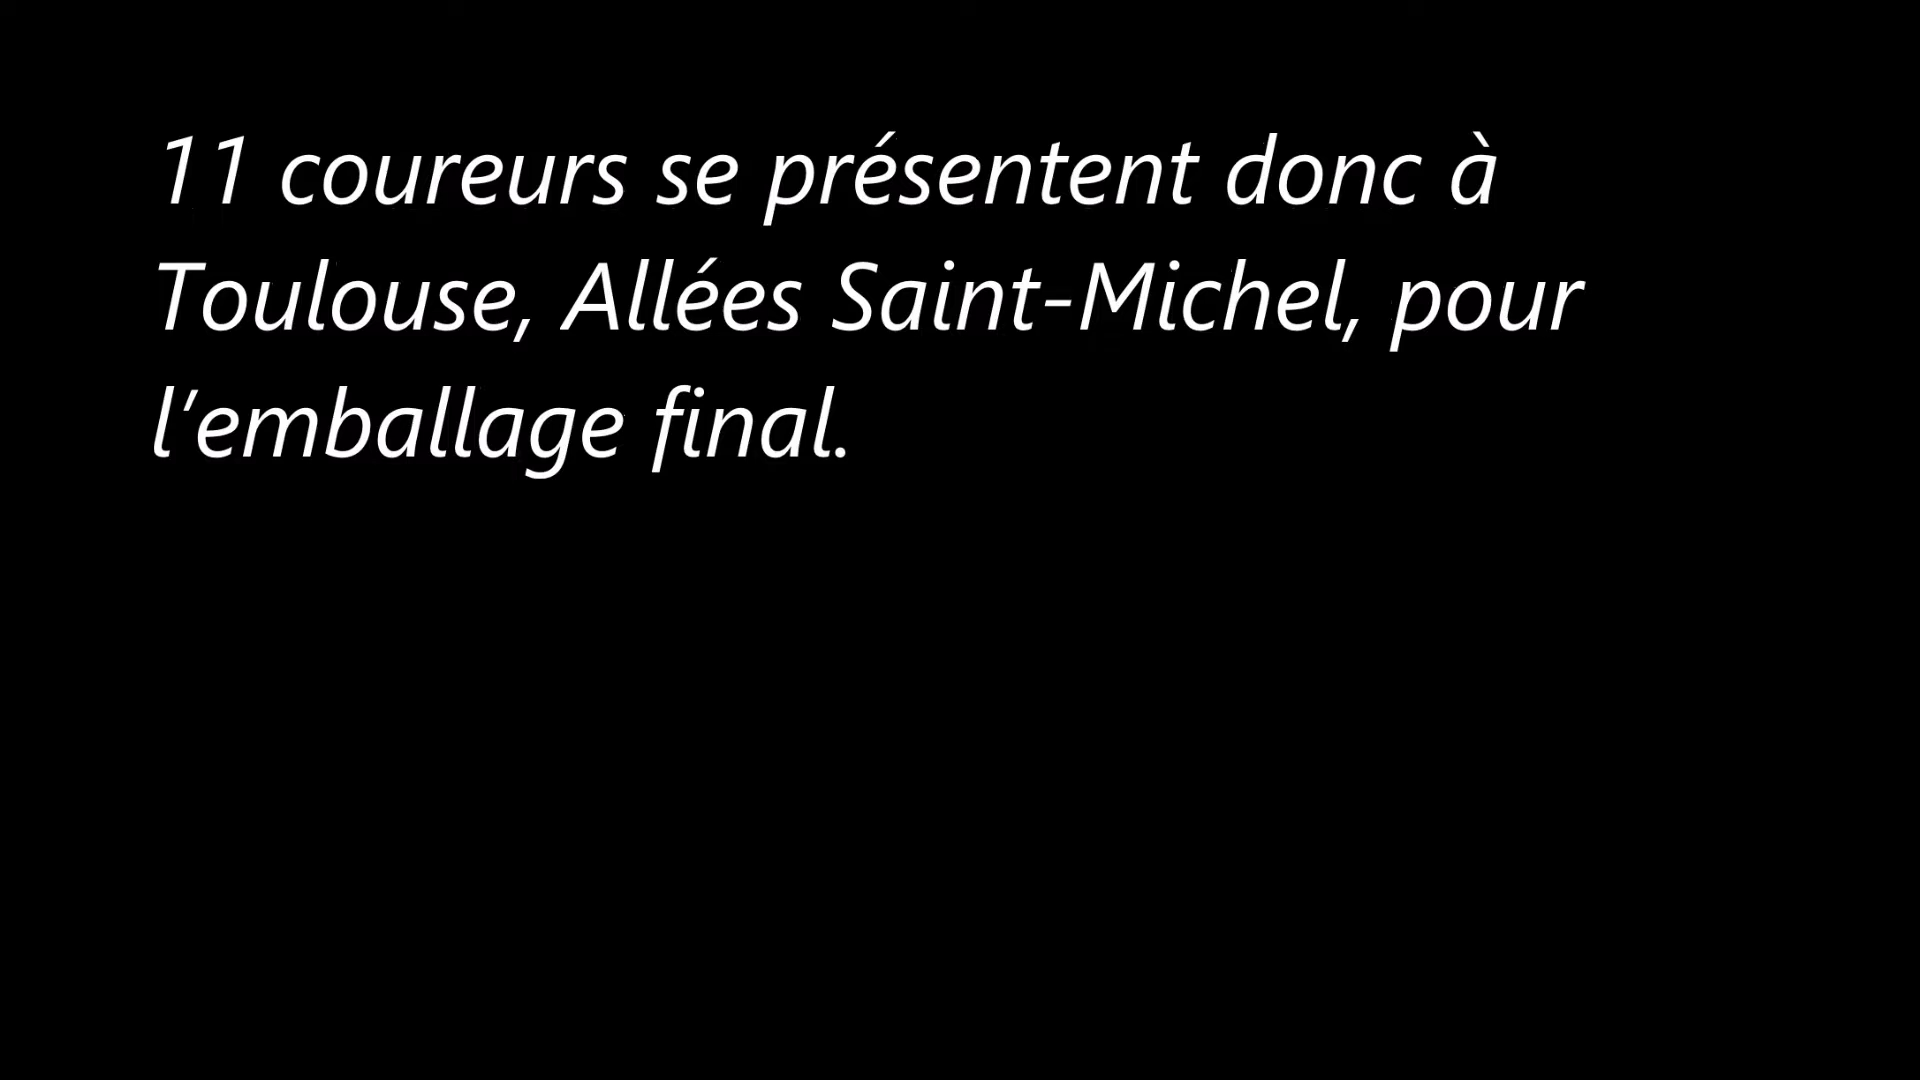 11 coureurs se présentent donc à
Toulouse, Allées Saint-Michel, pour
l’emballage final.